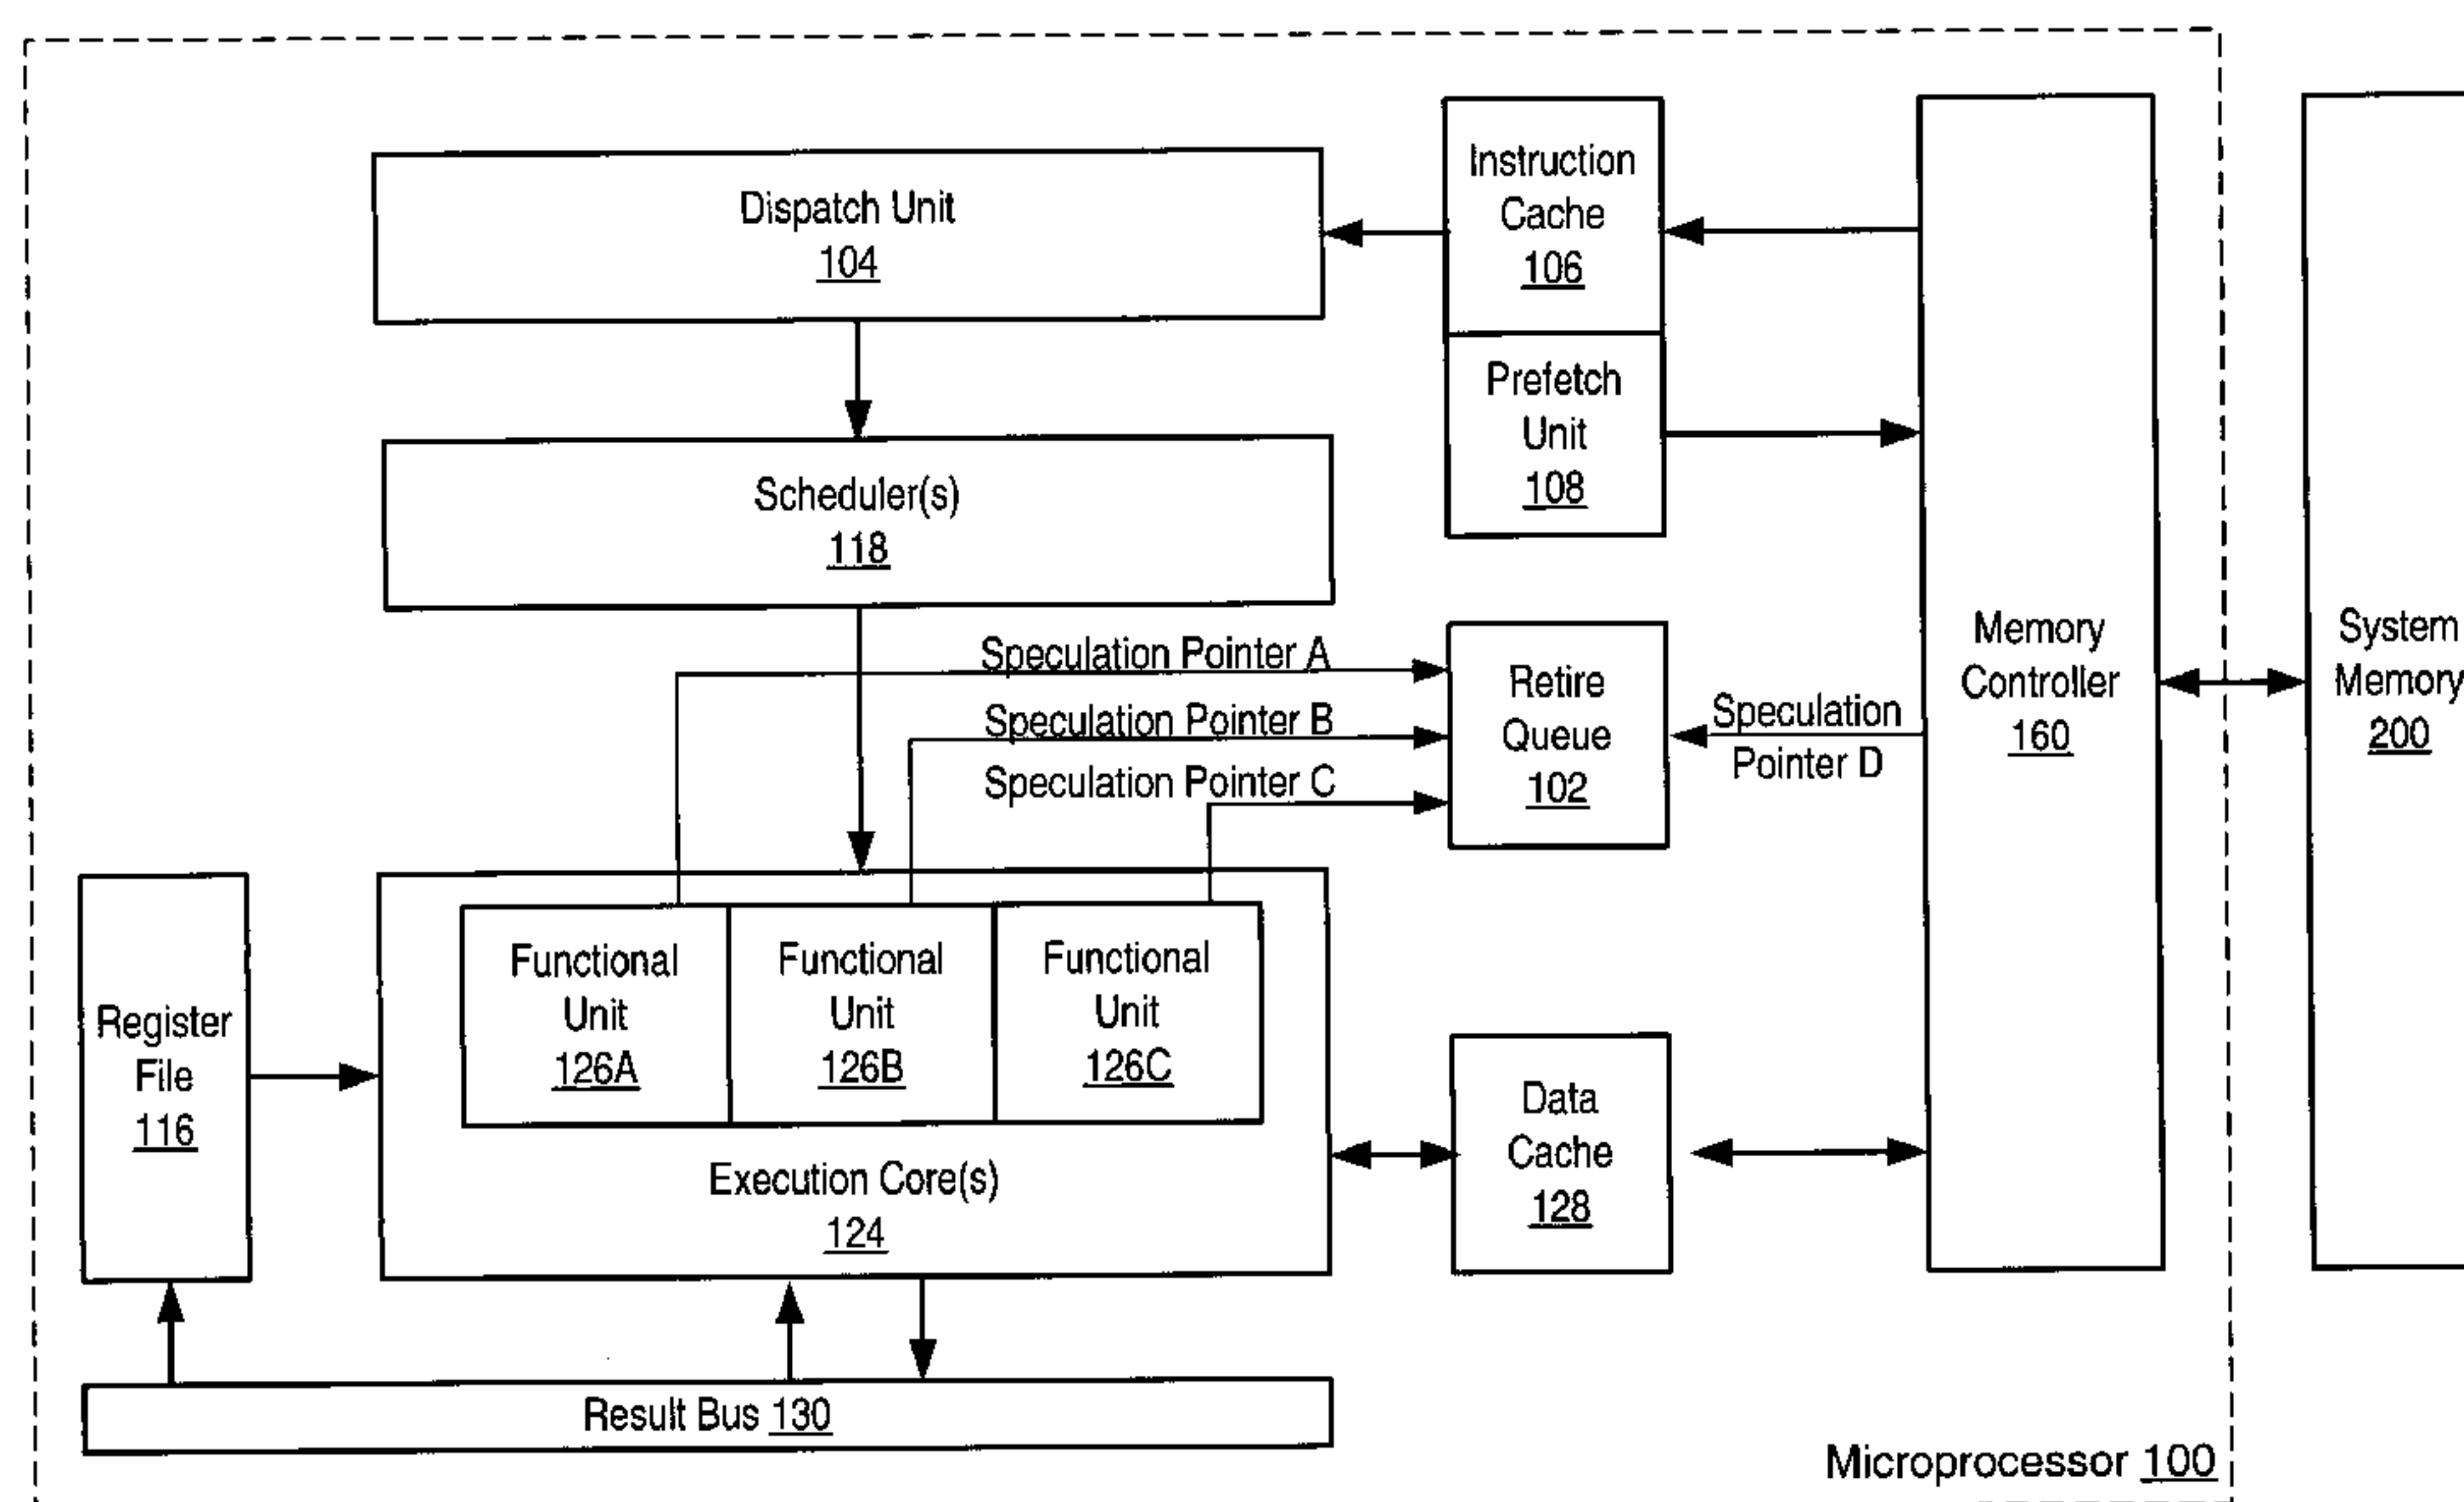 Dispatch Unit
104
Instruction
Cache
106
Prefetch
Unit
108
Scheduler(s)
118
Speculation Pointer A
Speculation Pointer B
Speculation Pointer C
Retire
Queue
102
Speculation
Pointer D
Memory
Controller
160
System
Memory
200
Register
File
116
Functional
Unit
126A
Functional
Unit
126B
Functional
Unit
126C
Execution Core(s)
124
Data
Cache
128
Result Bus 130
Microprocessor 100